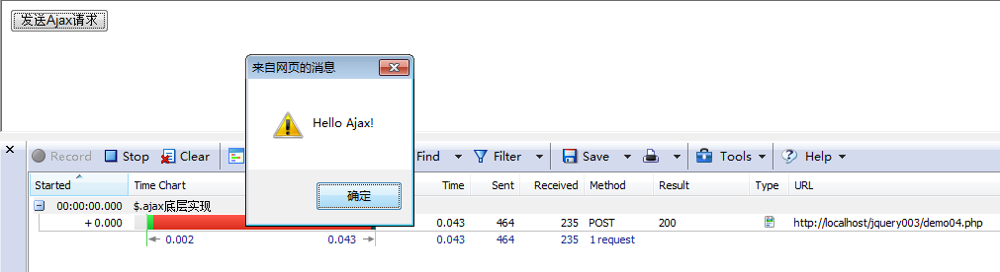 发送Ajax请求
来自网页的消息
Hello Ajax!
确定
Record Stop Clear Find Filter Save Tools Help
Started Time Chart Time Sent Received Method Result Type URL
00:00:00.000 $.ajax底层实现
+ 0.000 0.043 464 235 POST 200 http://localhost/jquery003/demo04.php
0.002 0.043 0.043 464 235 1 request